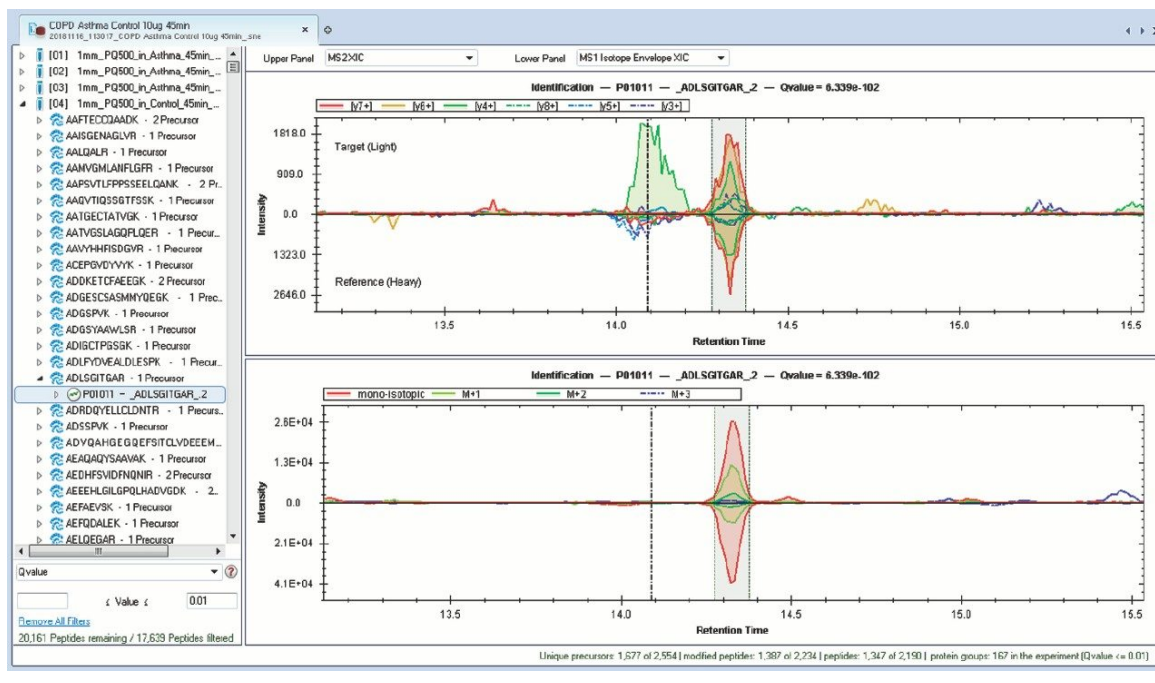 COPD Asthma Control 10ug 45min
20181116_113017_COPD Asthma Control 10ug 45min_sne
[01] 1mm_PQ500_in_Asthma_45min_...
[02] 1mm_PQ500_in_Asthma_45min_...
[03] 1mm_PQ500_in_Asthma_45min_...
[04] 1mm_PQ500_in_Control_45min_...
AAFTECCQAADK - 2 Precursor
AAISGENAGLVR - 1 Precursor
AALQALR - 1 Precursor
AAMVGMLANFLGFR - 1 Precursor
AAPSVTLFPPSSEELQANK - 2 Pr..
AAQVTIQSSGTFSSK - 1 Precursor
AATGECTATVGK - 1 Precursor
AATVGSLAGQPLQER - 1 Precur...
AAVYHHFISDGVR - 1 Precursor
ACEPGVDYVYK - 1 Precursor
ADDKETCFAEEGK - 2 Precursor
ADGESCSASMMYQEGK - 1 Prec..
ADGSPVK - 1 Precursor
ADGSYAAWLSR - 1 Precursor
ADIGCTPGSGK - 1 Precursor
ADLFYDVEALDLESPK - 1 Precur..
ADLSGITGAR - 1 Precursor
P01011 - _ADLSGITGAR_.2
ADRDQYELLCLDNTR - 1 Precurs..
ADSSPVK - 1 Precursor
ADVQAHGEGQEFSITCLVDEEEM...
AEAQAQYSAAVAK - 1 Precursor
AEDHFSVIDFNQNIR - 2 Precursor
AEEEHLGILGPQLHADVGDK - 2..
AEFAEVSK - 1 Precursor
AEFQDALEK - 1 Precursor
AELQEGAR - 1 Precursor
Qvalue
≤ Value ≤ 0.01
Remove All Filters
20,161 Peptides remaining / 17,639 Peptides filtered
Upper Panel MS2 XIC Lower Panel MS1 Isotope Envelope XIC
Identification — P01011 — _ADLSGITGAR_.2 — Qvalue = 6.339e-102
[y7+] [y6+] [y4+] [y8+] [y5+] [y3+]
1818.0
Target (Light)
909.0
0.0
Intensity
1323.0
Reference (Heavy)
2646.0
13.5 14.0 14.5 15.0 15.5
Retention Time
Identification — P01011 — _ADLSGITGAR_.2 — Qvalue = 6.339e-102
mono-isotopic M+1 M+2 M+3
2.6E+04
1.3E+04
0.0
Intensity
2.1E+04
4.1E+04
13.5 14.0 14.5 15.0 15.5
Retention Time
Unique precursors: 1,677 of 2,554 | modified peptides: 1,387 of 2,234 | peptides: 1,347 of 2,190 | protein groups: 167 in the experiment (Qvalue <= 0.01)